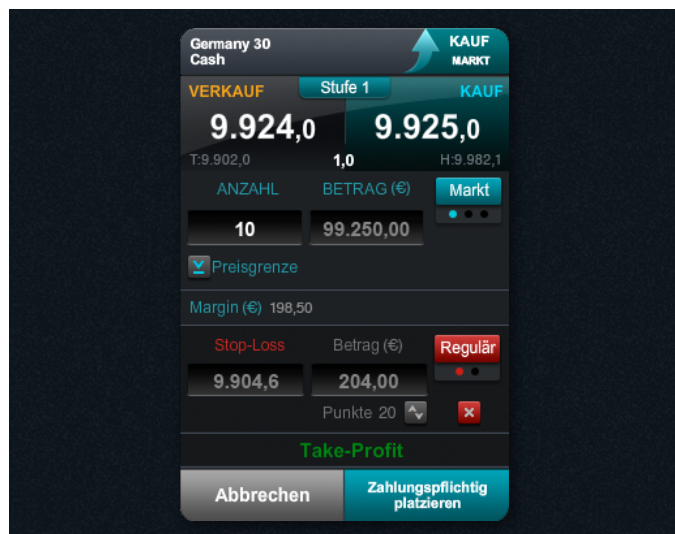 Germany 30
Cash
KAUF
MARKT
VERKAUF
Stufe 1
KAUF
9.924,0
9.925,0
T:9.902,0
1,0
H:9.982,1
ANZAHL
BETRAG (€)
Markt
10
99.250,00
Preisgrenze
Margin (€) 198,50
Stop-Loss
Betrag (€)
Regulär
9.904,6
204,00
Punkte 20
Take-Profit
Abbrechen
Zahlungspflichtig
platzieren